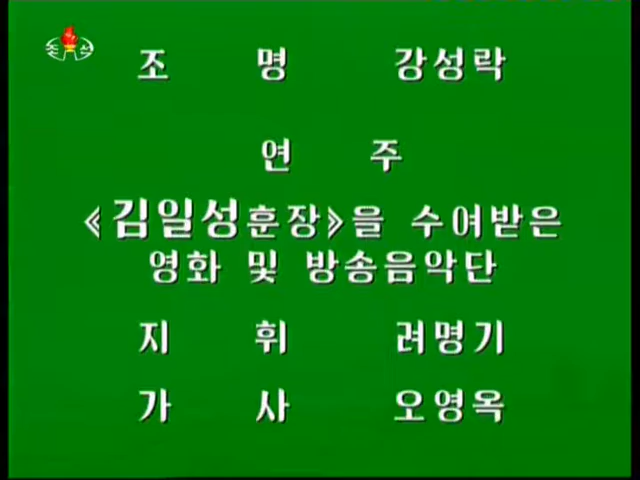 조 명 강성락
연 주
《김일성훈장》을 수여받은
영화 및 방송음악단
지 휘 려명기
가 사 오영옥